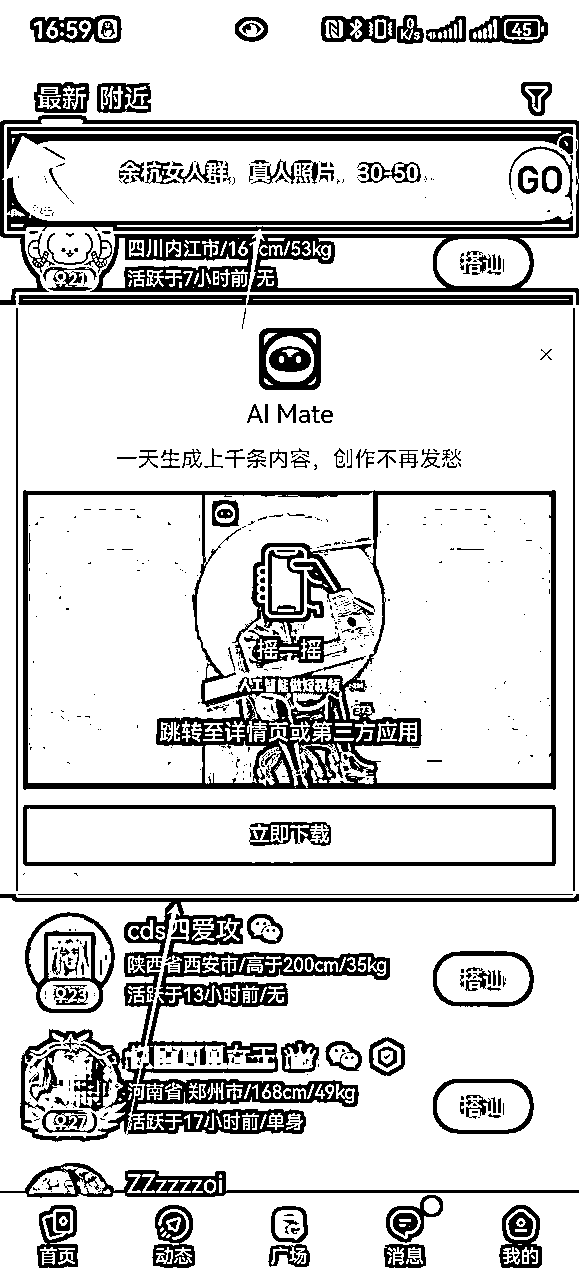 16:59
0
K/s
45
最新 附近
余杭女人群，真人照片，30-50
GO
四川内江市/161cm/53kg
21
活跃于7小时前/无
搭讪
AI Mate
一天生成上千条内容，创作不再发愁
摇一摇
人工智能做短视频
跳转至详情页或第三方应用
立即下载
cds四爱攻
陕西省西安市/高于200cm/35kg
23
活跃于13小时前/无
搭讪
河南省 郑州市/168cm/49kg
27
活跃于17小时前/单身
搭讪
ZZzzzzoi
首页 动态 广场 消息 我的